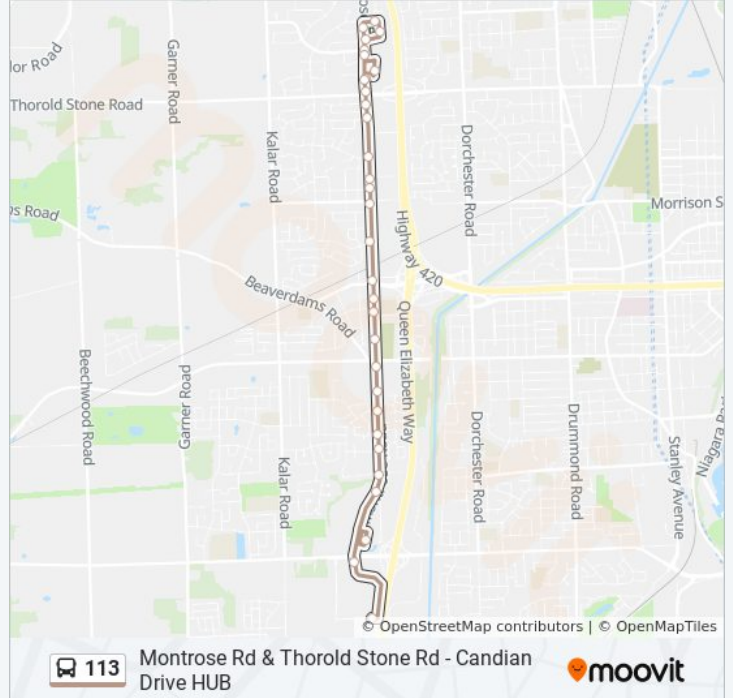 lor Road
Garner Road
Thorold Stone Road
Kalar Road
Dorchester Road
Morrison S
Highway 420
Beaverdams Road
Queen Elizabeth Way
Beechwood Road
Garner Road
Kalar Road
Dorchester Road
Drummond Road
Stanley Avenue
Niagara
© OpenStreetMap contributors | © OpenMapTiles
113
Montrose Rd & Thorold Stone Rd - Candian
Drive HUB
moovit